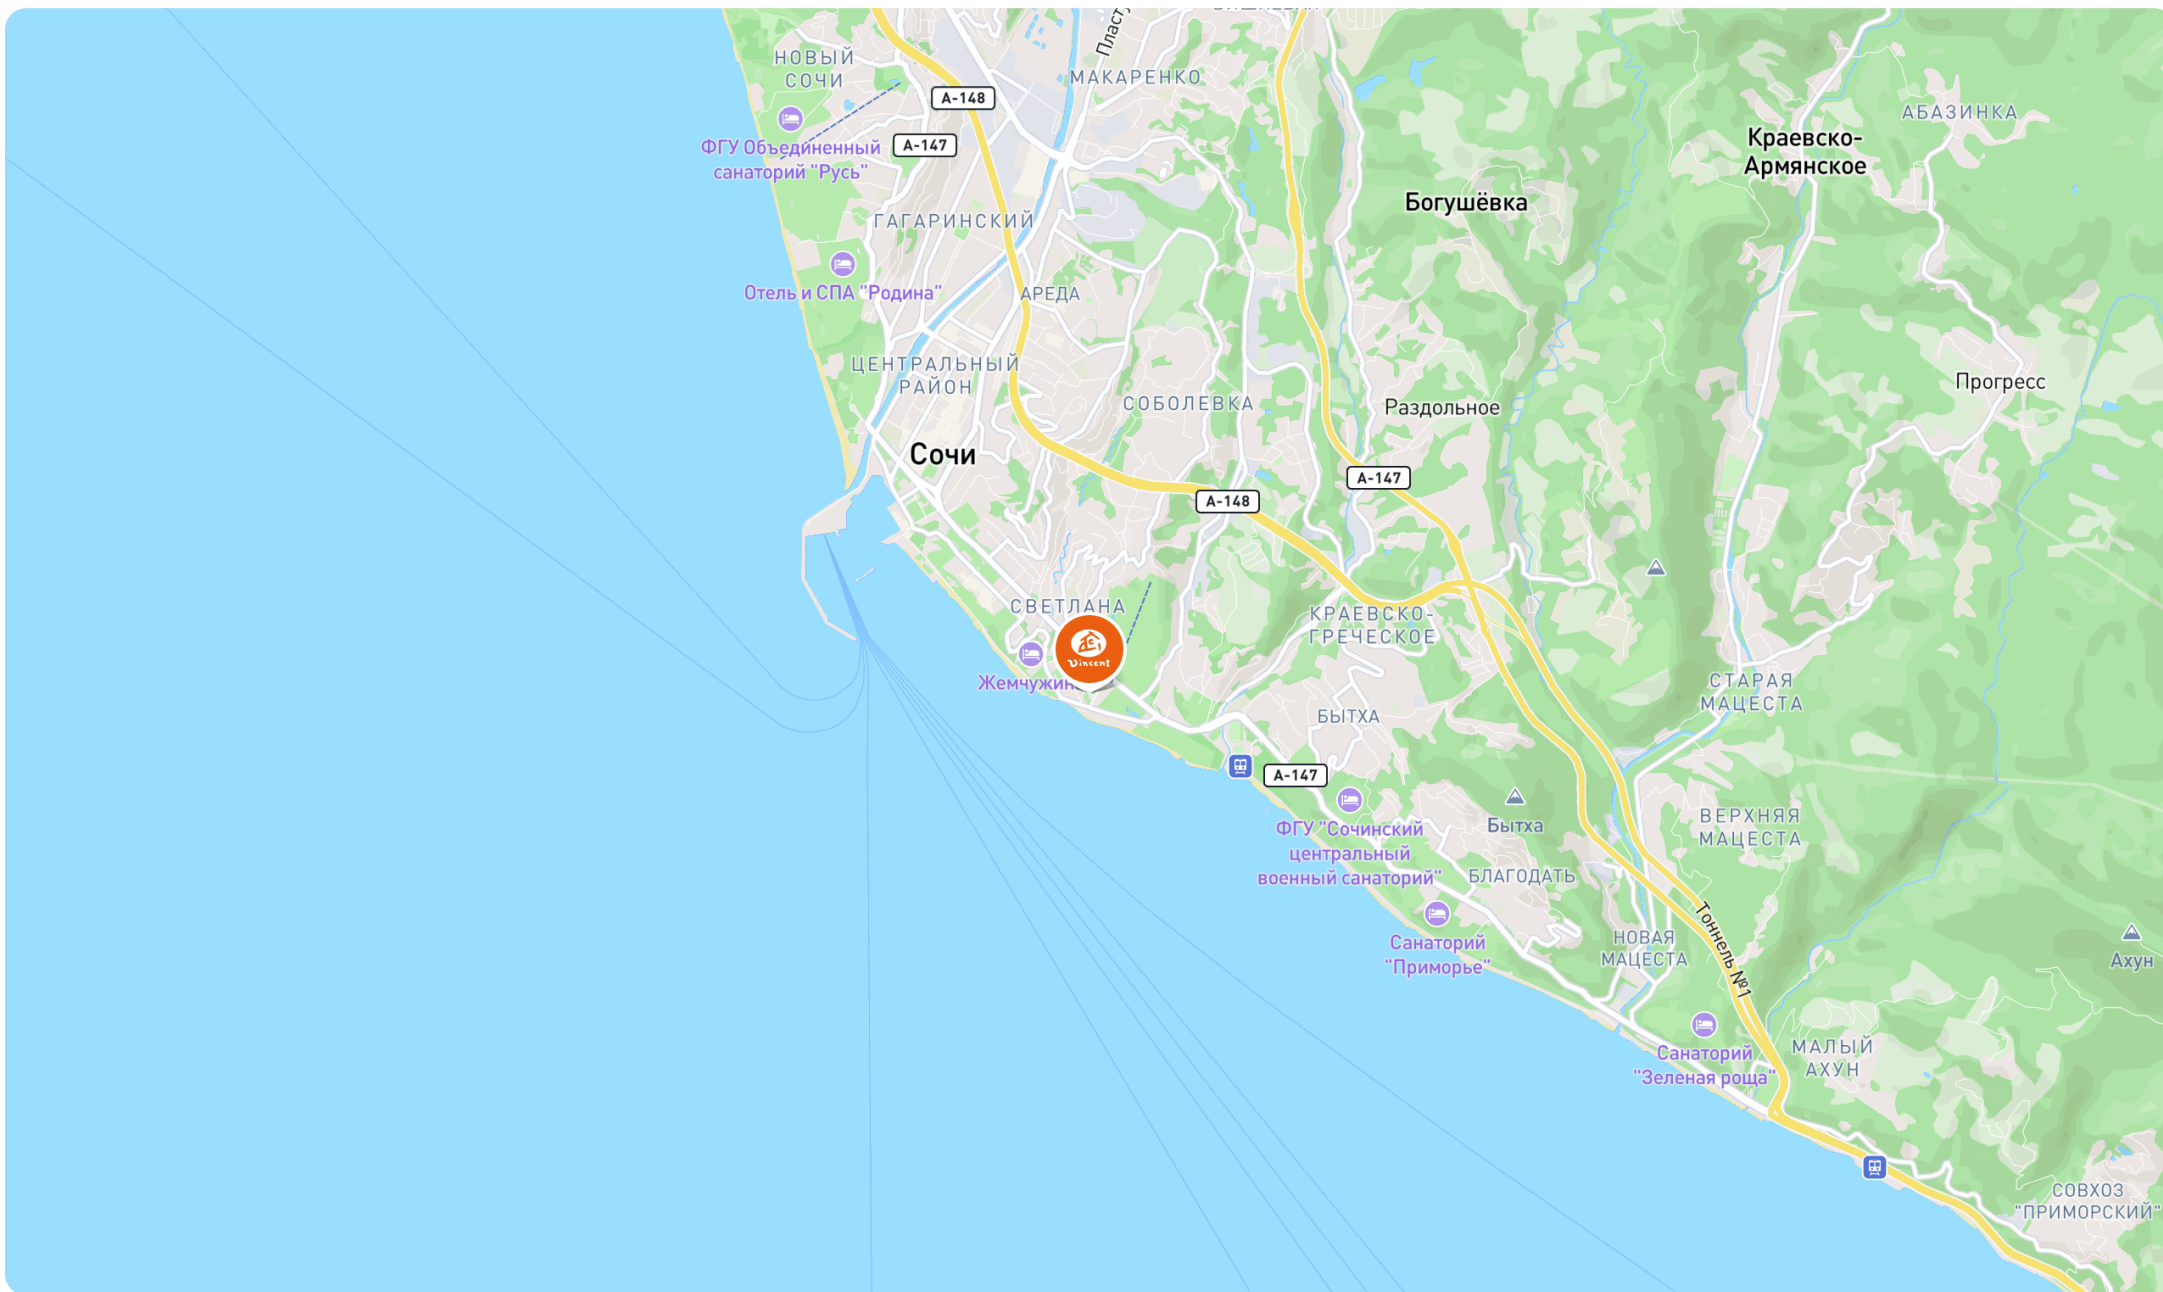 НОВЫЙ
СОЧИ
МАКАРЕНКО
А-148
АБАЗИНКА
Краевско-
Армянское
А-147
ФГУ Объединенный
санаторий "Русь"
Богушёвка
ГАГАРИНСКИЙ
Отель и СПА "Родина"
АРЕДА
ЦЕНТРАЛЬНЫЙ
РАЙОН
Прогресс
СОБОЛЕВКА
Раздольное
Сочи
А-147
А-148
СВЕТЛАНА
КРАЕВСКО-
ГРЕЧЕСКОЕ
Vincent
Жемчужин
СТАРАЯ
МАЦЕСТА
БЫТХА
А-147
ФГУ "Сочинский
центральный
военный санаторий"
Бытха
ВЕРХНЯЯ
МАЦЕСТА
БЛАГОДАТЬ
Санаторий
"Приморье"
НОВАЯ
МАЦЕСТА
Тоннель №1
Ахун
Санаторий
"Зеленая роща"
МАЛЫЙ
АХУН
СОВХОЗ
"ПРИМОРСКИЙ"